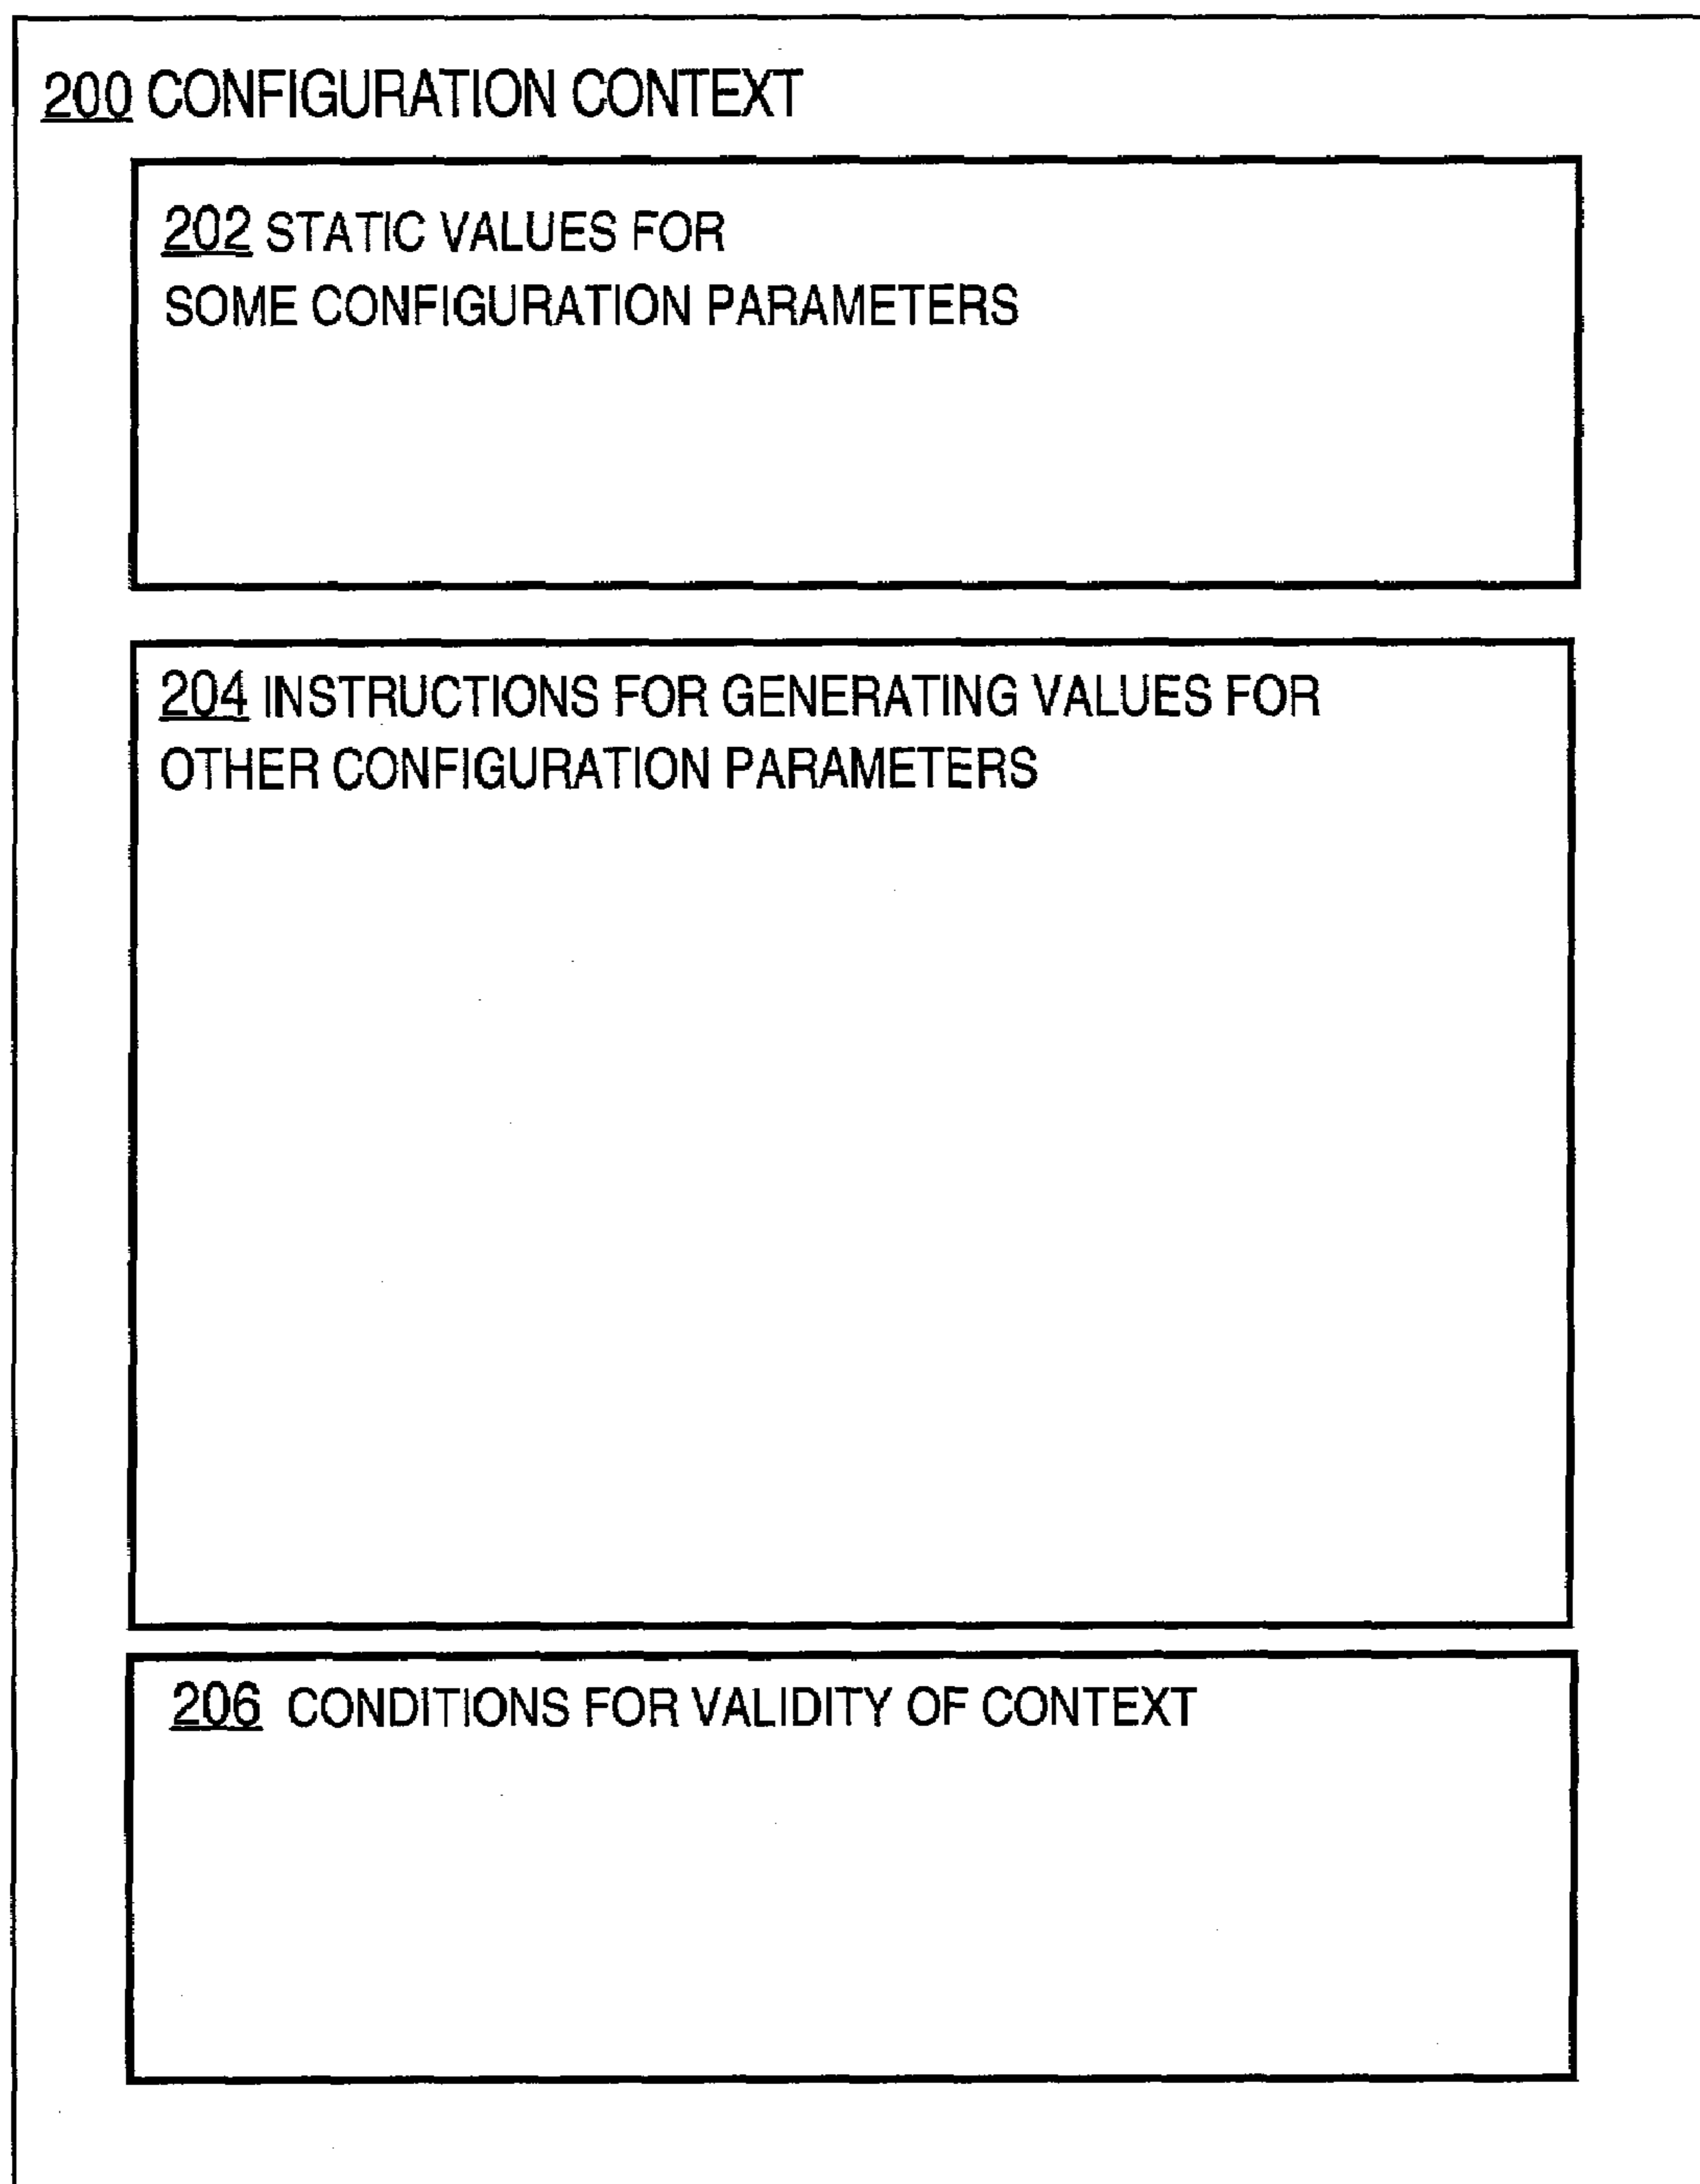 200 CONFIGURATION CONTEXT
202 STATIC VALUES FOR
SOME CONFIGURATION PARAMETERS
204 INSTRUCTIONS FOR GENERATING VALUES FOR
OTHER CONFIGURATION PARAMETERS
206 CONDITIONS FOR VALIDITY OF CONTEXT